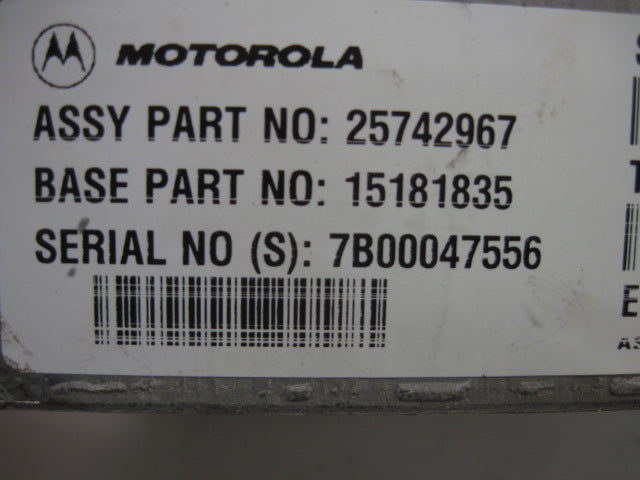 MOTOROLA
ASSY PART NO: 25742967
BASE PART NO: 15181835
SERIAL NO (S): 7B00047556